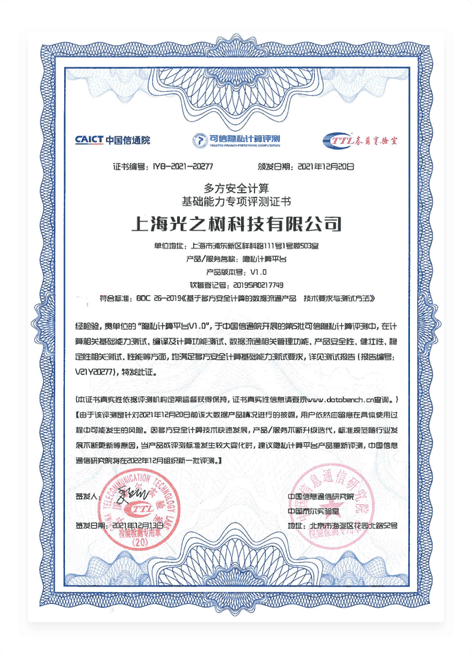 CAICT 中国信通院
可信隐私计算评测
TTL 泰尔实验室
证书编号：IYB-2021-20277 颁发日期：2021年12月20日
多方安全计算
基础能力专项评测证书
上海光之树科技有限公司
单位地址：上海市浦东新区祥科路111号1号楼503室
产品/服务名称：隐私计算平台
产品版本号：V1.0
软著登记号：2019SR0217749
符合标准：BDC 26-2019《基于多方安全计算的数据流通产品 技术要求与测试方法》
经检验，贵单位的“隐私计算平台V1.0”，于中国信通院开展的第5批可信隐私计算评测中，在计
算相关基础能力测试、编译及计算功能测试、数据流通相关管理功能、产品安全性、健壮性、稳
定性相关测试、性能等方面，均满足多方安全计算基础能力测试要求，详见测试报告（报告编号：
V21Y20277），特发此证。
（本证书真实性依据评测机构定期监督获得保持，证书真实性信息请登录www.databench.cn查询。）
【由于该评测是针对2021年12月20日前该大数据产品情况进行的核验，用户依然应留意在具体使用过
程中可能发生的风险。因多方安全计算技术快速发展，产品/服务不断升级迭代，标准规范随行业发
展不断更新等原因，当产品或评测标准发生较大变化时，建议隐私计算平台产品重新评测，中国信息
通信研究院将在2022年12月组织新一批评测。】
签发人：
签发日期：2021年12月13日
中国信息通信研究院
中国泰尔实验室
地址：北京市海淀区花园北路52号
TELECOMMUNICATION TECHNOLOGY LABS
TTL
检验检测专用章
(20)